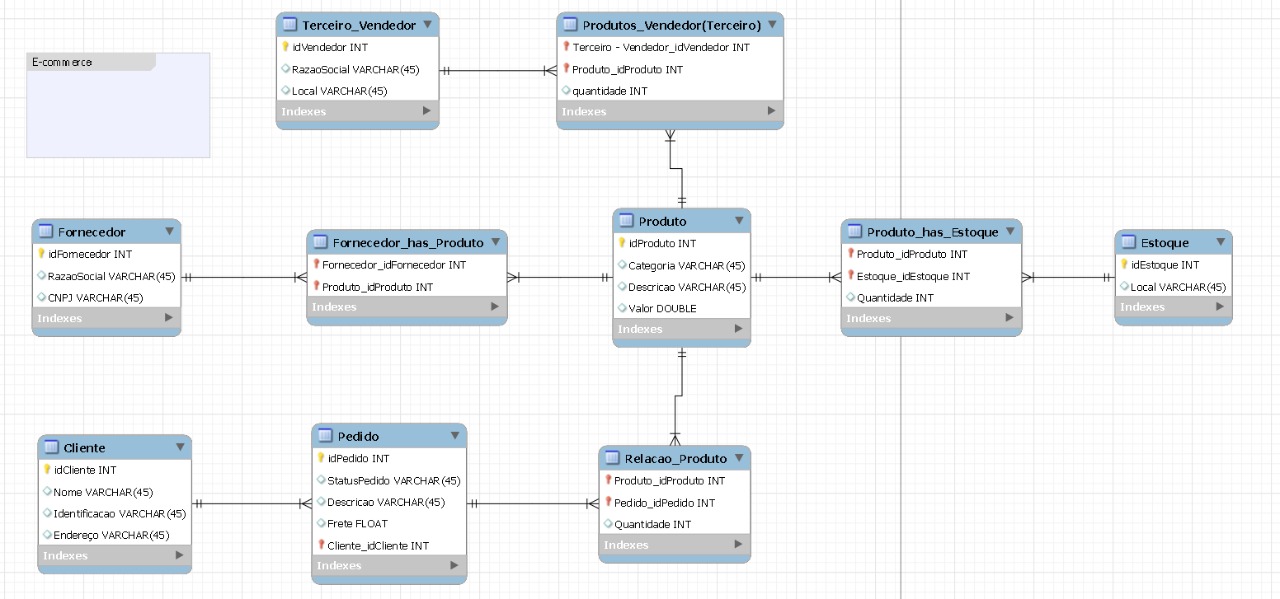 E-commerce
Terceiro_Vendedor
idVendedor INT
RazaoSocial VARCHAR(45)
Local VARCHAR(45)
Indexes
Produtos_Vendedor(Terceiro)
Terceiro - Vendedor_idVendedor INT
Produto_idProduto INT
quantidade INT
Indexes
Fornecedor
idFornecedor INT
RazaoSocial VARCHAR(45)
CNPJ VARCHAR(45)
Indexes
Fornecedor_has_Produto
Fornecedor_idFornecedor INT
Produto_idProduto INT
Indexes
Produto
idProduto INT
Categoria VARCHAR(45)
Descricao VARCHAR(45)
Valor DOUBLE
Indexes
Produto_has_Estoque
Produto_idProduto INT
Estoque_idEstoque INT
Quantidade INT
Indexes
Estoque
idEstoque INT
Local VARCHAR(45)
Indexes
Cliente
idCliente INT
Nome VARCHAR(45)
Identificacao VARCHAR(45)
Endereço VARCHAR(45)
Indexes
Pedido
idPedido INT
StatusPedido VARCHAR(45)
Descricao VARCHAR(45)
Frete FLOAT
Cliente_idCliente INT
Indexes
Relacao_Produto
Produto_idProduto INT
Pedido_idPedido INT
Quantidade INT
Indexes